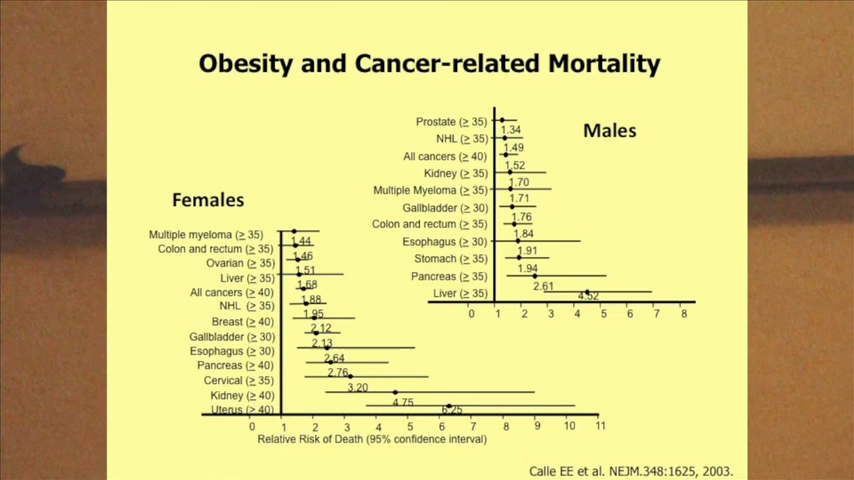 Obesity and Cancer-related Mortality
Males
Prostate (≥ 35)
1.34
NHL (≥ 35)
1.49
All cancers (≥ 40)
1.52
Kidney (≥ 35)
1.70
Multiple Myeloma (≥ 35)
1.71
Gallbladder (≥ 30)
1.76
Colon and rectum (≥ 35)
1.84
Esophagus (≥ 30)
1.91
Stomach (≥ 35)
1.94
Pancreas (≥ 35)
2.61
Liver (≥ 35)
4.52
0 1 2 3 4 5 6 7 8
Females
Multiple myeloma (≥ 35)
1.44
Colon and rectum (≥ 35)
1.46
Ovarian (≥ 35)
1.51
Liver (≥ 35)
1.68
All cancers (≥ 40)
1.88
NHL (≥ 35)
1.95
Breast (≥ 40)
2.12
Gallbladder (≥ 30)
2.13
Esophagus (≥ 30)
2.64
Pancreas (≥ 40)
2.76
Cervical (≥ 35)
3.20
Kidney (≥ 40)
4.75
Uterus (≥ 40)
6.25
0 1 2 3 4 5 6 7 8 9 10 11
Relative Risk of Death (95% confidence interval)
Calle EE et al. NEJM.348:1625, 2003.